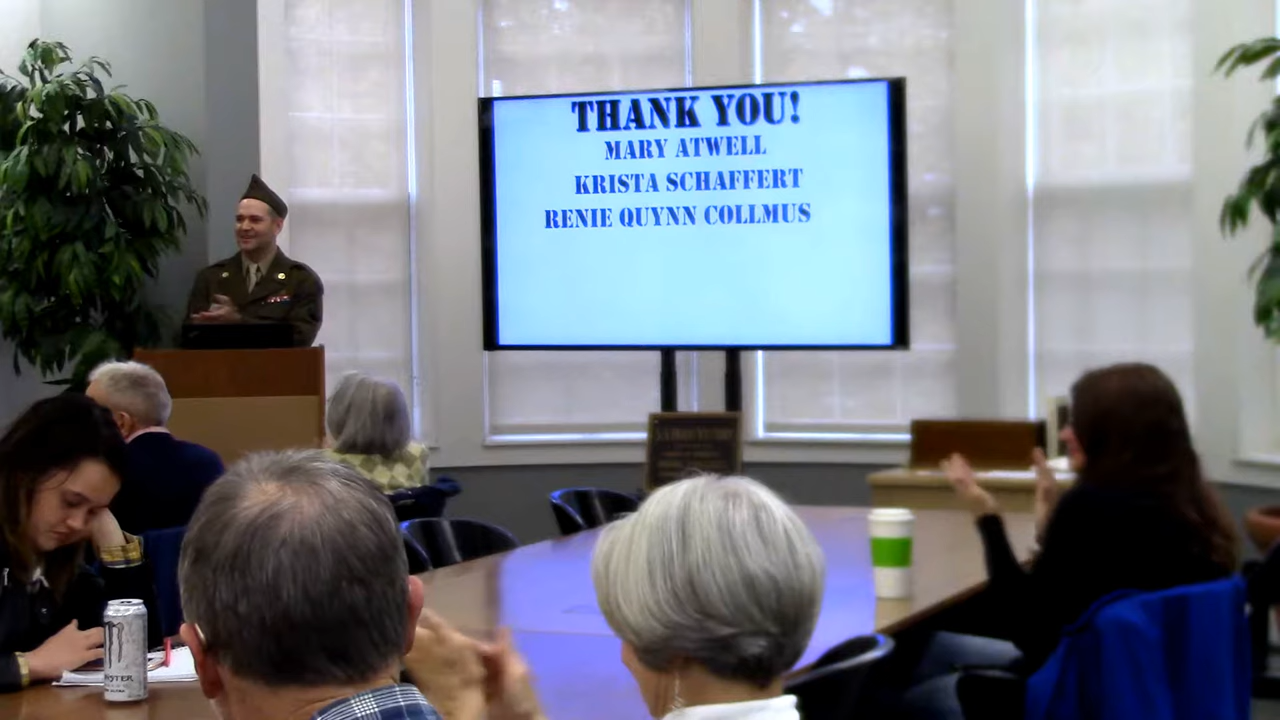 THANK YOU!
MARY ATWELL
KRISTA SCHAFFERT
RENIE QUYNN COLLMUS
MONSTER